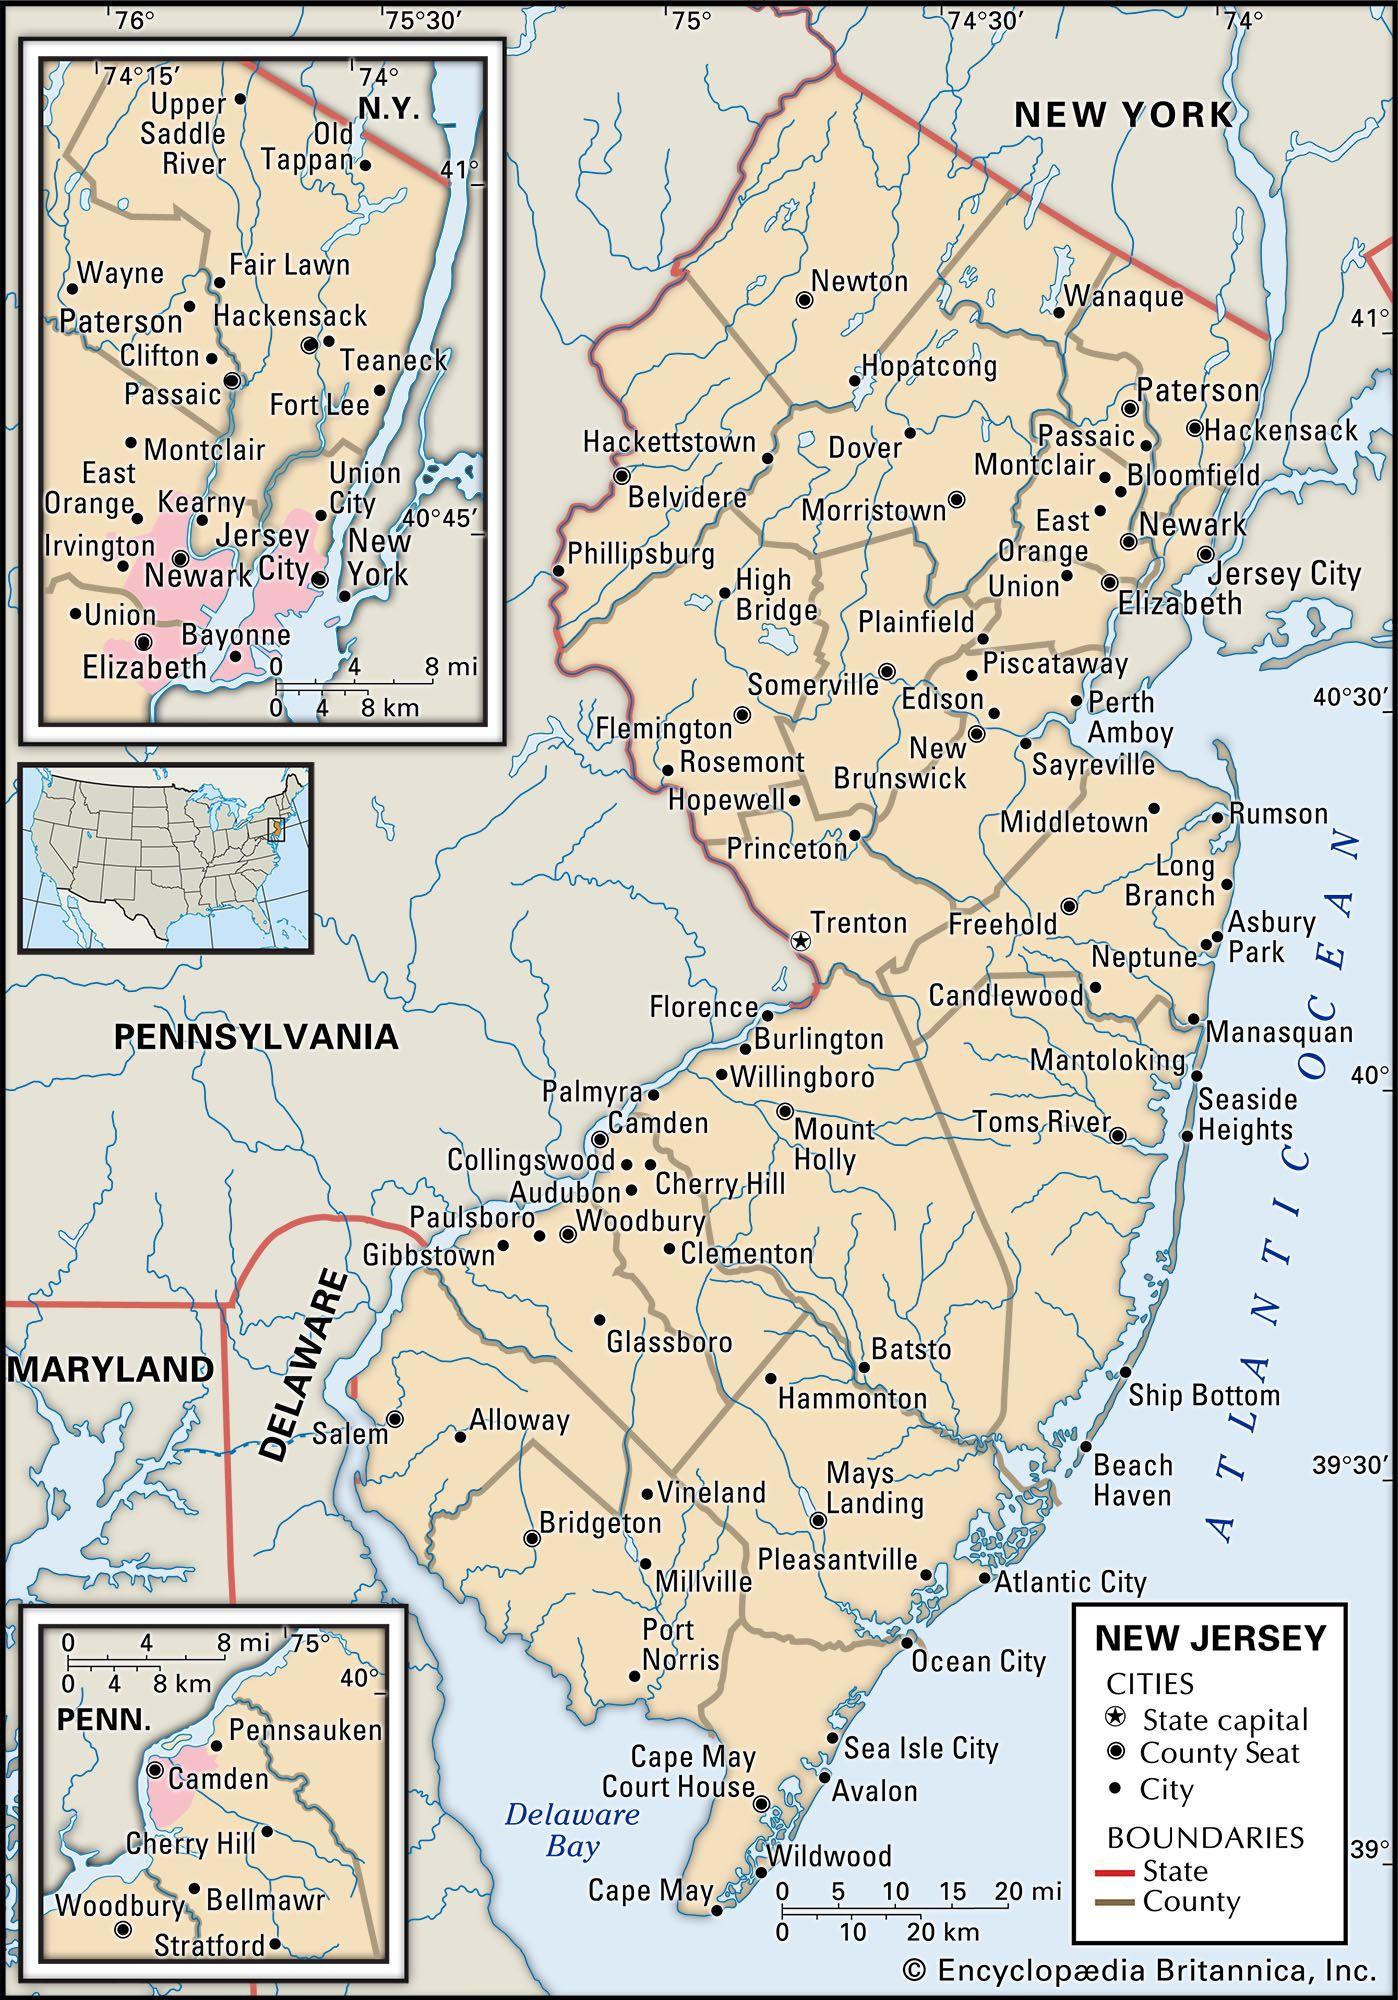 76°
75°30′
75°
74°30′
74°
74°15′
74°
N.Y.
Upper
Saddle
River
Old
Tappan
41°
Wayne
Fair Lawn
Paterson
Hackensack
Clifton
Teaneck
Passaic
Fort Lee
Montclair
East
Orange
Kearny
Union
City
40°45′
Irvington
Jersey
City
New
York
Newark
Union
Bayonne
Elizabeth
0 4 8 mi
0 4 8 km
NEW YORK
Newton
Wanaque
41°
Hopatcong
Paterson
Hackensack
Hackettstown
Dover
Passaic
Montclair
Bloomfield
Belvidere
Morristown
East
Orange
Newark
Phillipsburg
High
Bridge
Union
Jersey City
Elizabeth
Plainfield
Piscataway
Somerville
Edison
Perth
Amboy
40°30′
Flemington
New
Brunswick
Sayreville
Rosemont
Hopewell
Middletown
Rumson
Princeton
Long
Branch
Trenton
Freehold
Asbury
Park
Neptune
Candlewood
Florence
Manasquan
PENNSYLVANIA
Burlington
Mantoloking
Willingboro
40°
Palmyra
Seaside
Heights
Camden
Mount
Holly
Toms River
Collingswood
Cherry Hill
Audubon
Paulsboro
Woodbury
Gibbstown
Clementon
ATLANTIC OCEAN
DELAWARE
MARYLAND
Glassboro
Batsto
Hammonton
Ship Bottom
Salem
Alloway
Mays
Landing
Beach
Haven
39°30′
Vineland
Bridgeton
Pleasantville
Millville
Atlantic City
Port
Norris
Ocean City
Cape May
Court House
Sea Isle City
Avalon
Delaware
Bay
Wildwood
Cape May
39°
0 5 10 15 20 mi
0 10 20 km
0 4 8 mi
0 4 8 km
75°
40°
PENN.
Pennsauken
Camden
Cherry Hill
Woodbury
Bellmawr
Stratford
NEW JERSEY
CITIES
State capital
County Seat
City
BOUNDARIES
State
County
© Encyclopædia Britannica, Inc.